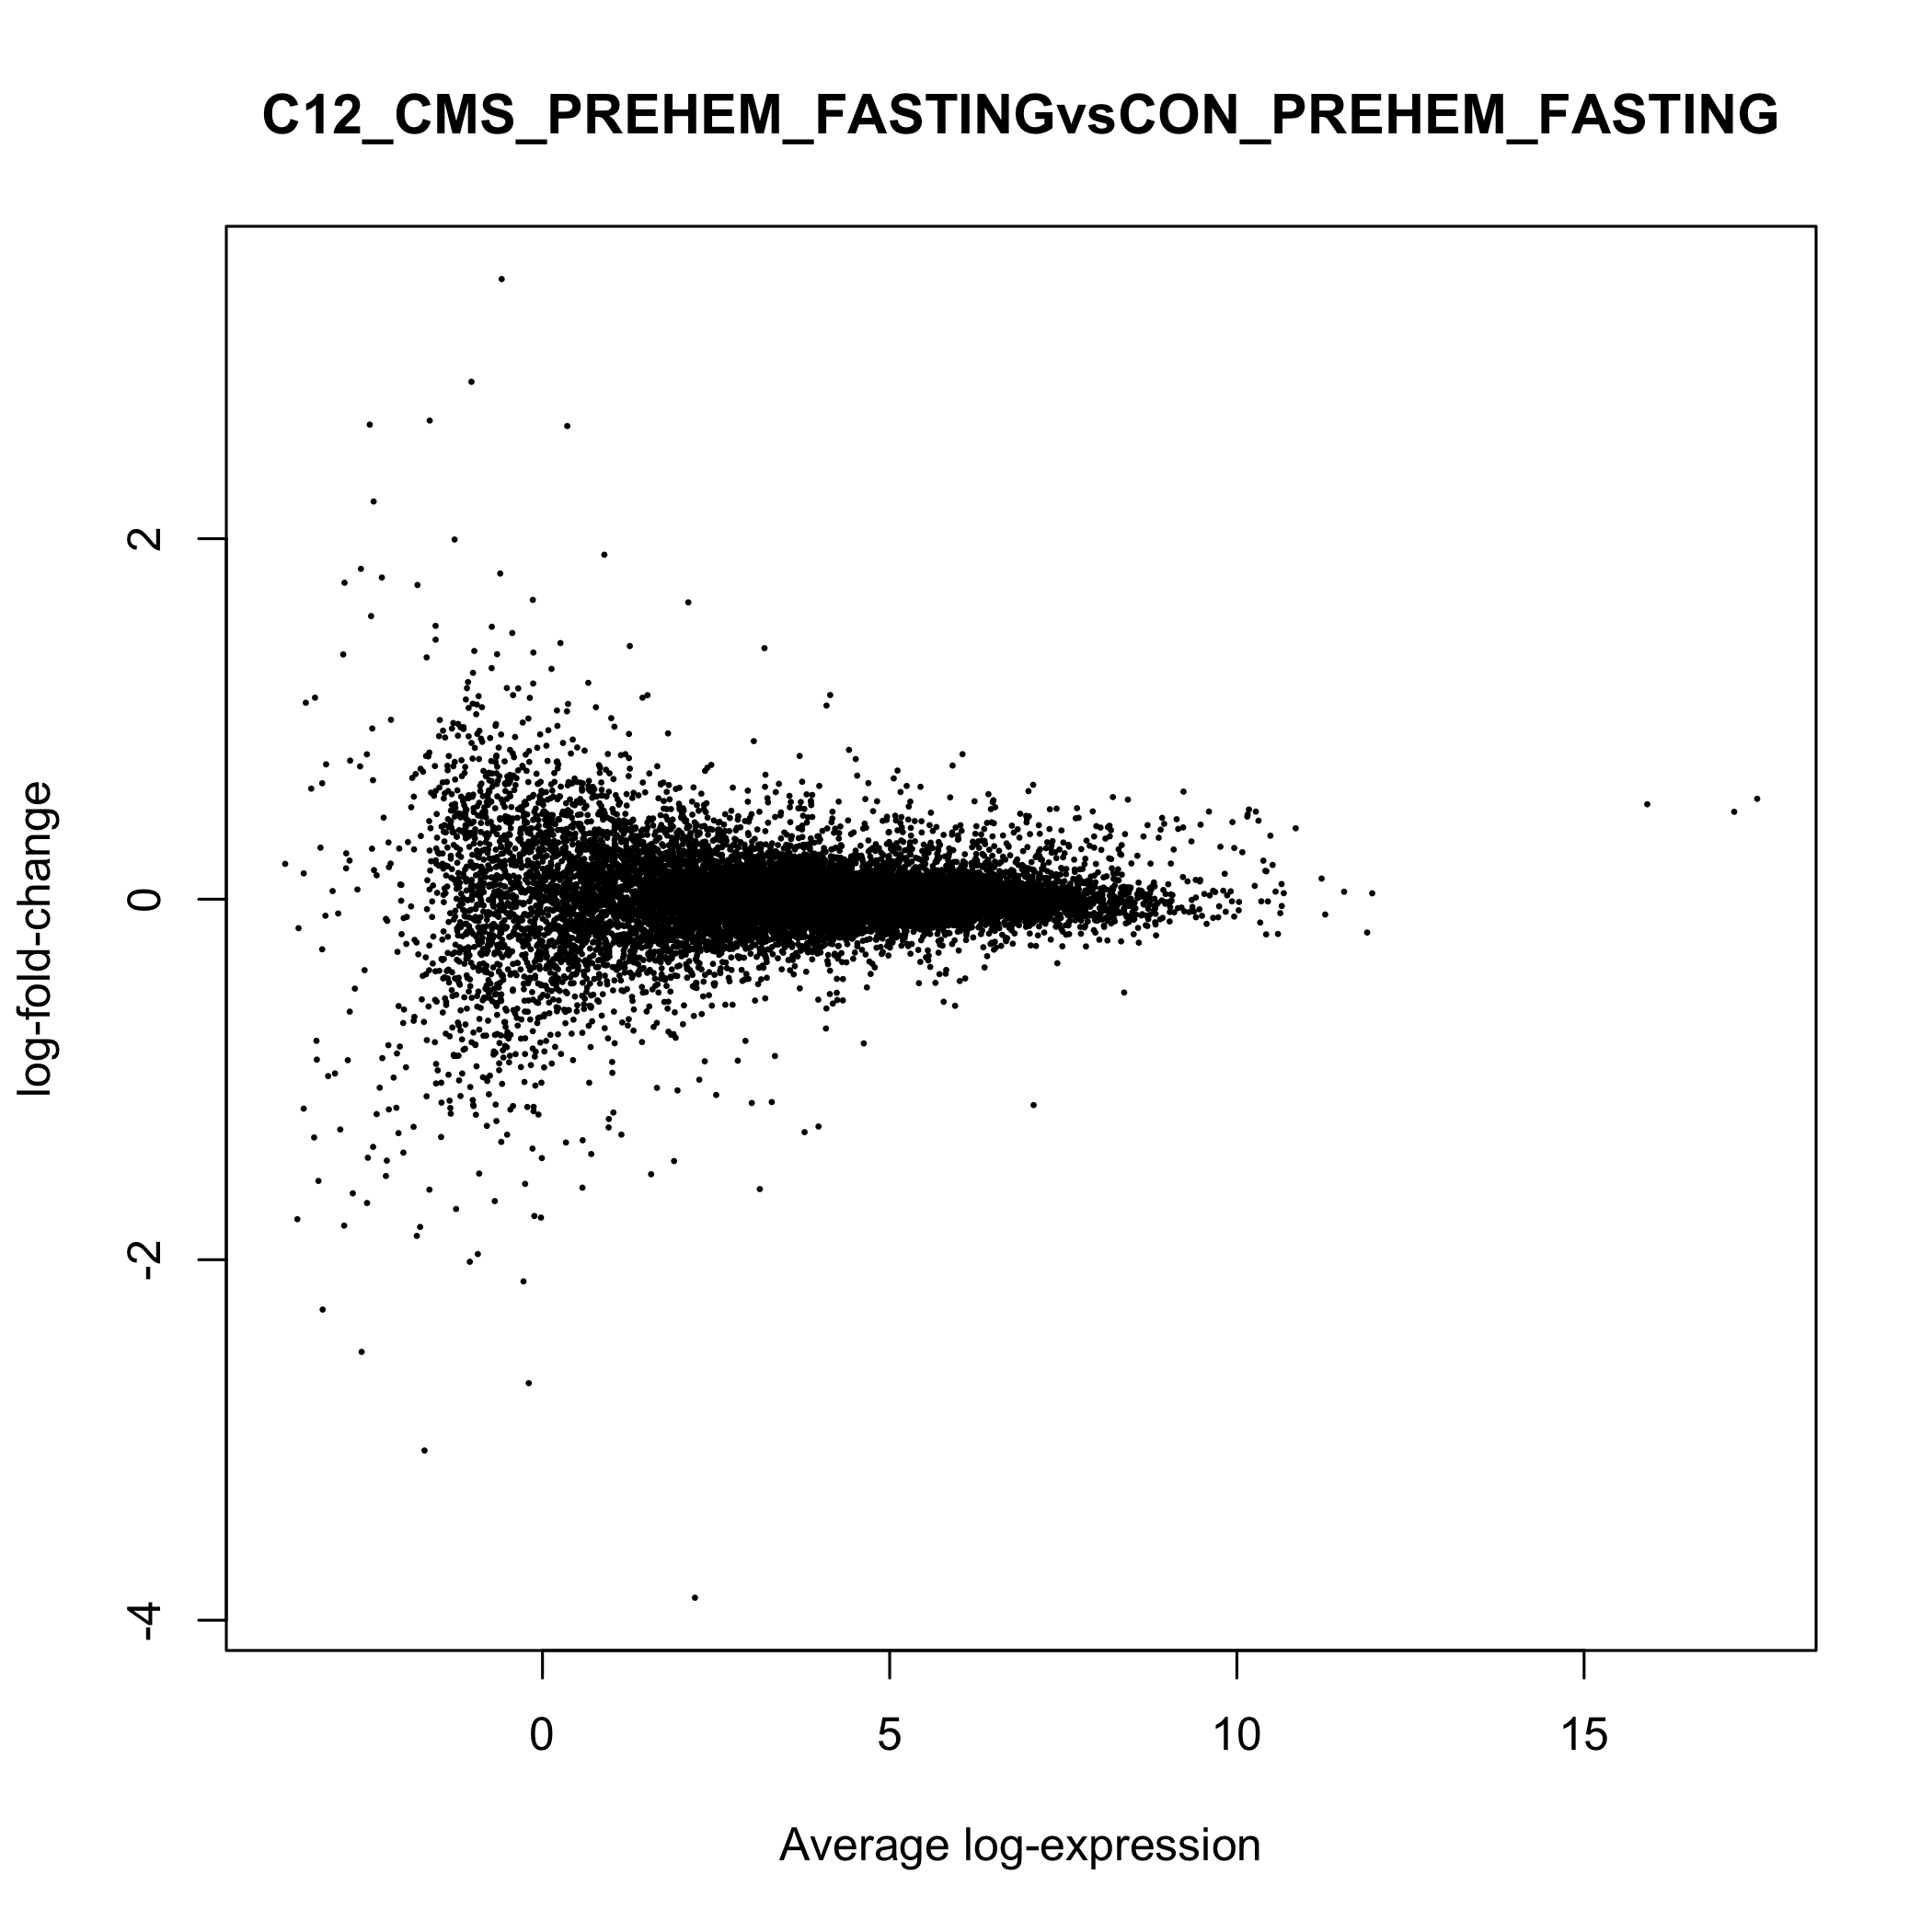 C12_CMS_PREHEM_FASTINGvsCON_PREHEM_FASTING
log-fold-change
2
0
-2
-4
0 5 10 15
Average log-expression